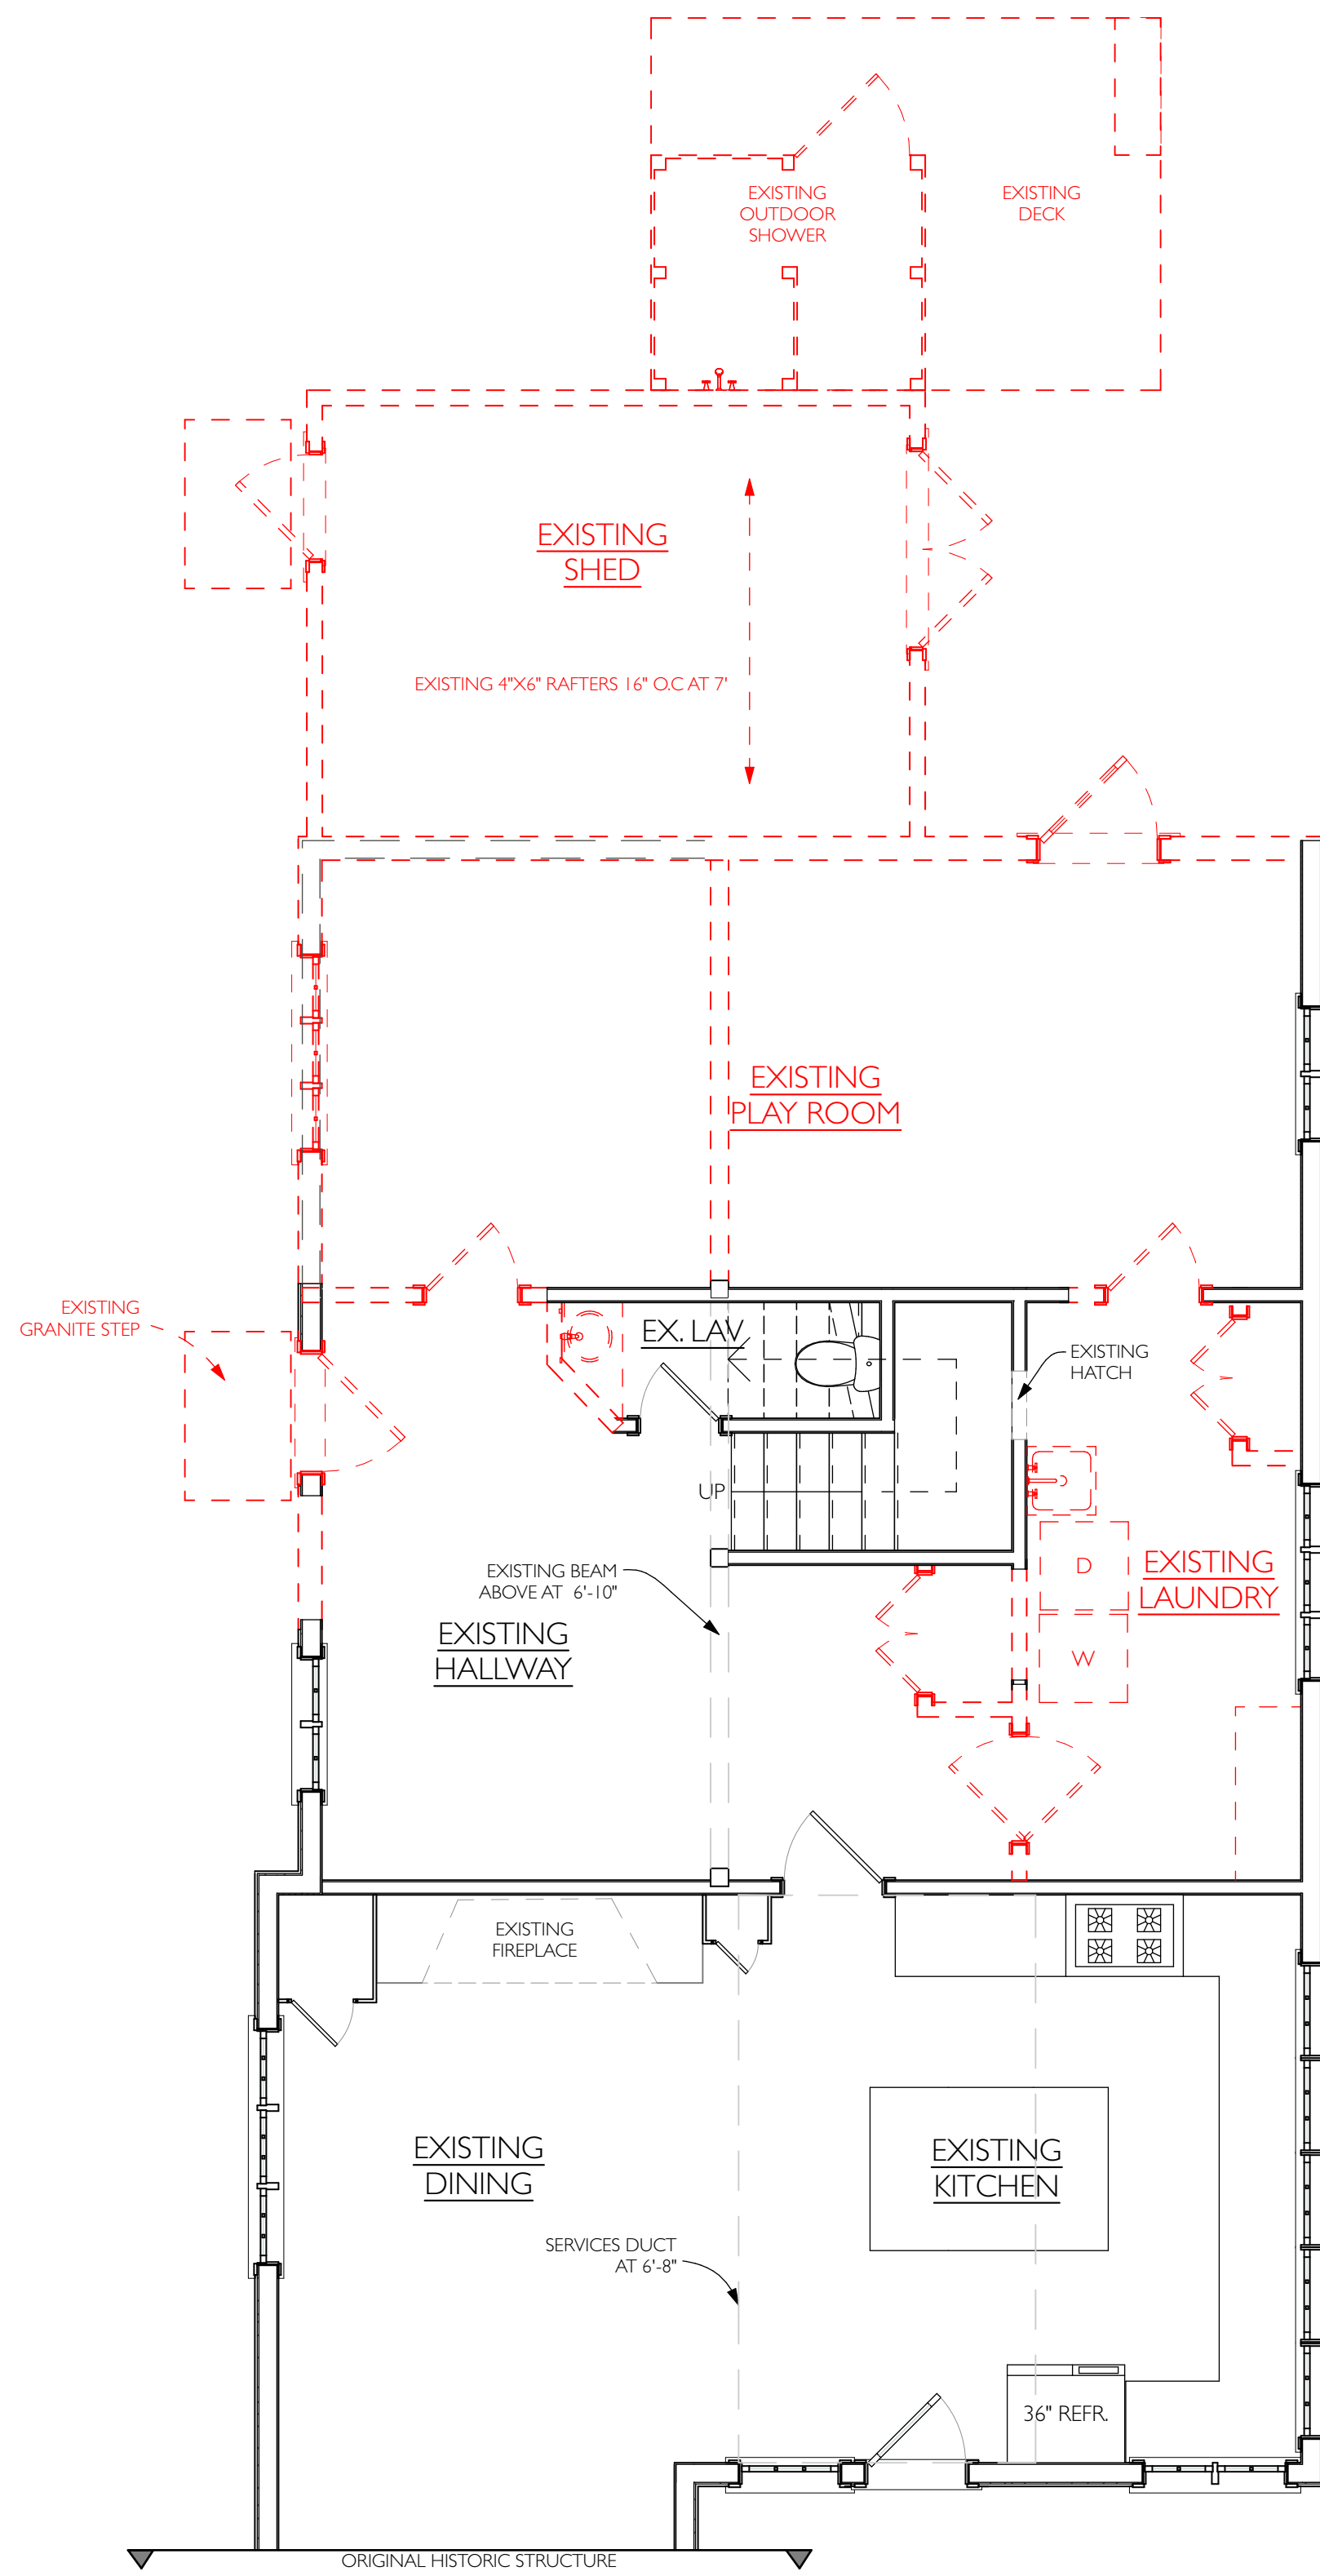 EXISTING
OUTDOOR
SHOWER
EXISTING
DECK
EXISTING
SHED
EXISTING 4"X6" RAFTERS 16" O.C AT 7'
EXISTING
PLAY ROOM
EXISTING
GRANITE STEP
EX. LAV
EXISTING
HATCH
UP
EXISTING BEAM
ABOVE AT 6'-10"
D
W
EXISTING
LAUNDRY
EXISTING
HALLWAY
EXISTING
FIREPLACE
EXISTING
DINING
EXISTING
KITCHEN
SERVICES DUCT
AT 6'-8"
36" REFR.
ORIGINAL HISTORIC STRUCTURE